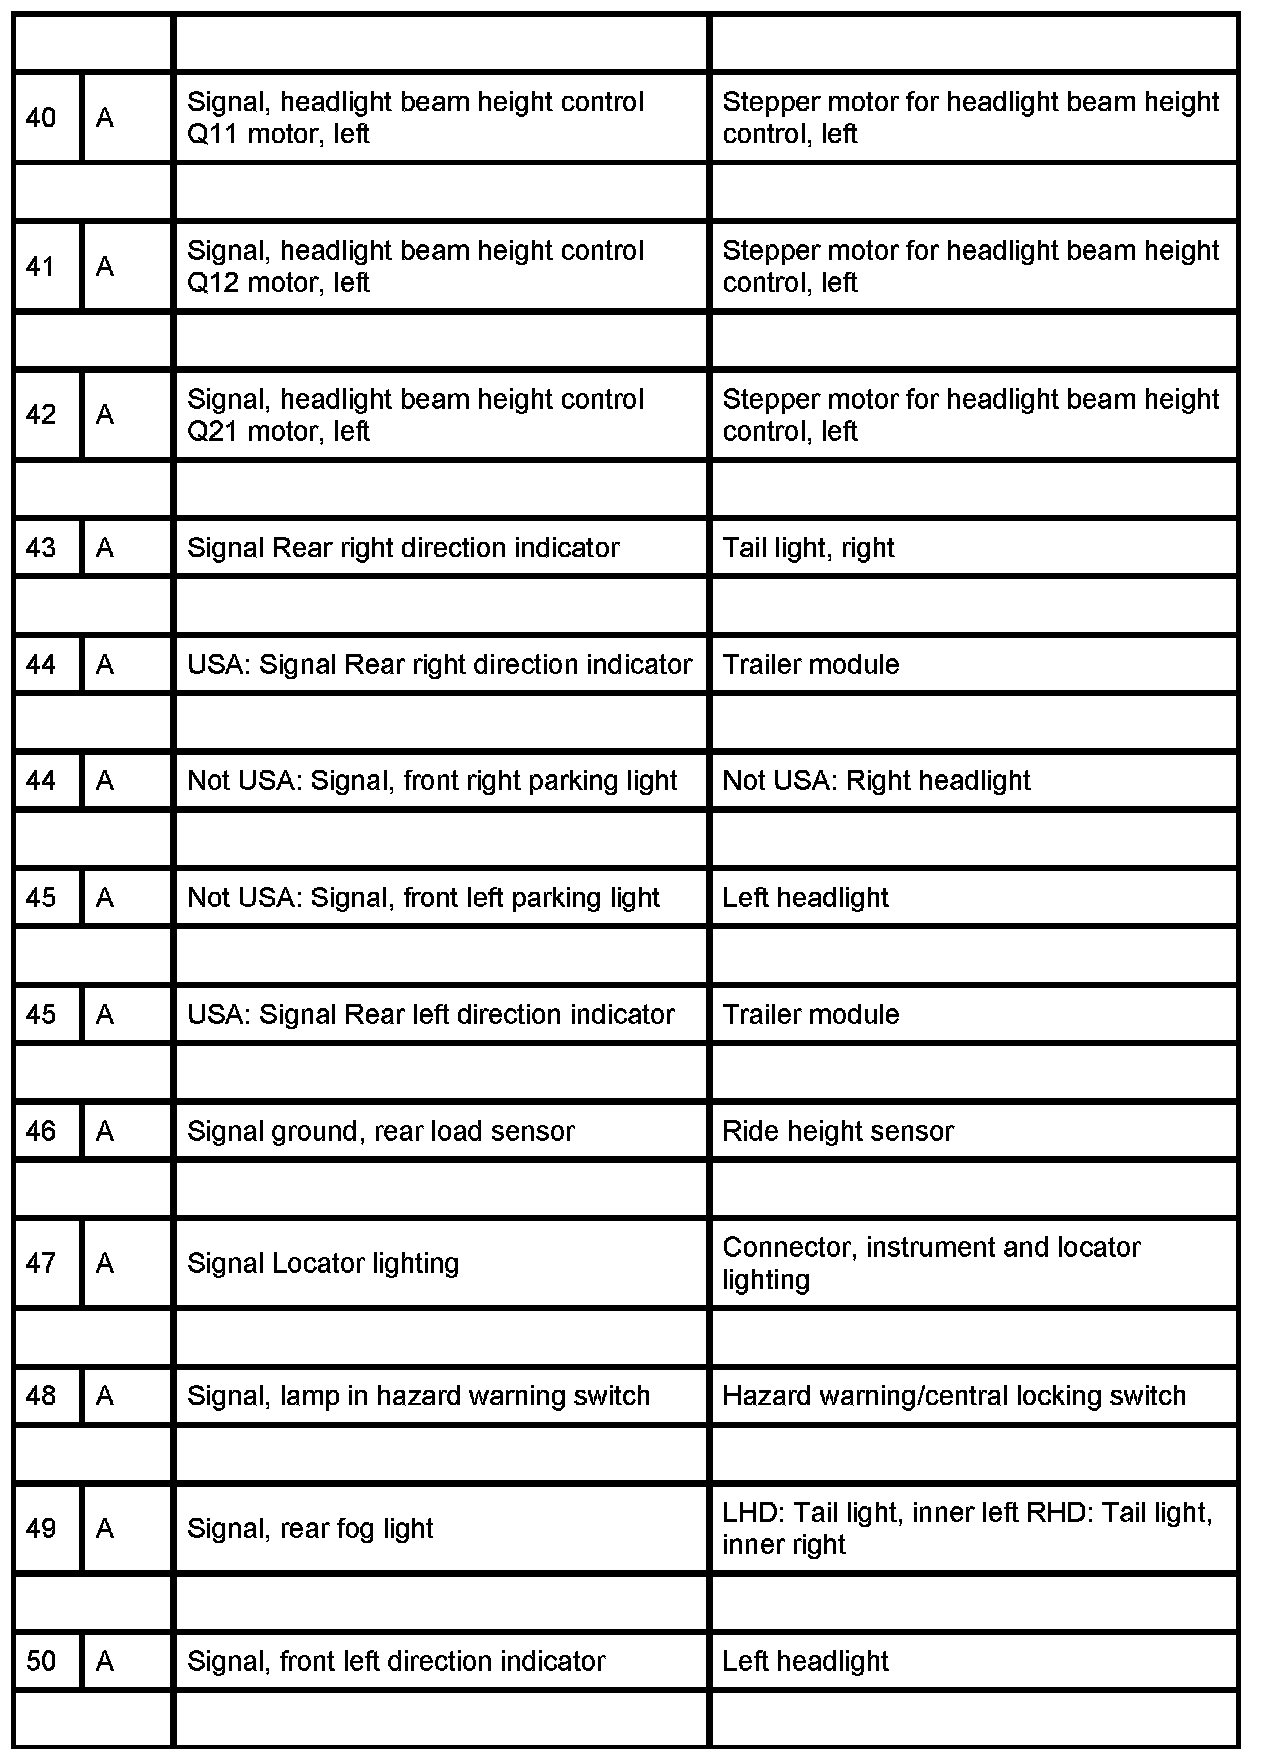 40 A Signal, headlight beam height control Stepper motor for headlight beam height
Q11 motor, left control, left
41 A Signal, headlight beam height control Stepper motor for headlight beam height
Q12 motor, left control, left
42 A Signal, headlight beam height control Stepper motor for headlight beam height
Q21 motor, left control, left
43 A Signal Rear right direction indicator Tail light, right
44 A USA: Signal Rear right direction indicator Trailer module
44 A Not USA: Signal, front right parking light Not USA: Right headlight
45 A Not USA: Signal, front left parking light Left headlight
45 A USA: Signal Rear left direction indicator Trailer module
46 A Signal ground, rear load sensor Ride height sensor
47 A Signal Locator lighting Connector, instrument and locator
lighting
48 A Signal, lamp in hazard warning switch Hazard warning/central locking switch
49 A Signal, rear fog light LHD: Tail light, inner left RHD: Tail light,
inner right
50 A Signal, front left direction indicator Left headlight